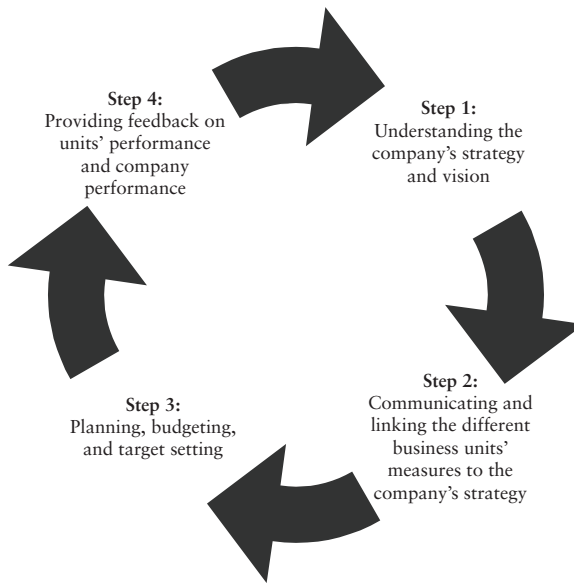 Step 1:
Understanding the
company’s strategy
and vision
Step 2:
Communicating and
linking the different
business units’
measures to the
company’s strategy
Step 3:
Planning, budgeting,
and target setting
Step 4:
Providing feedback on
units’ performance
and company
performance